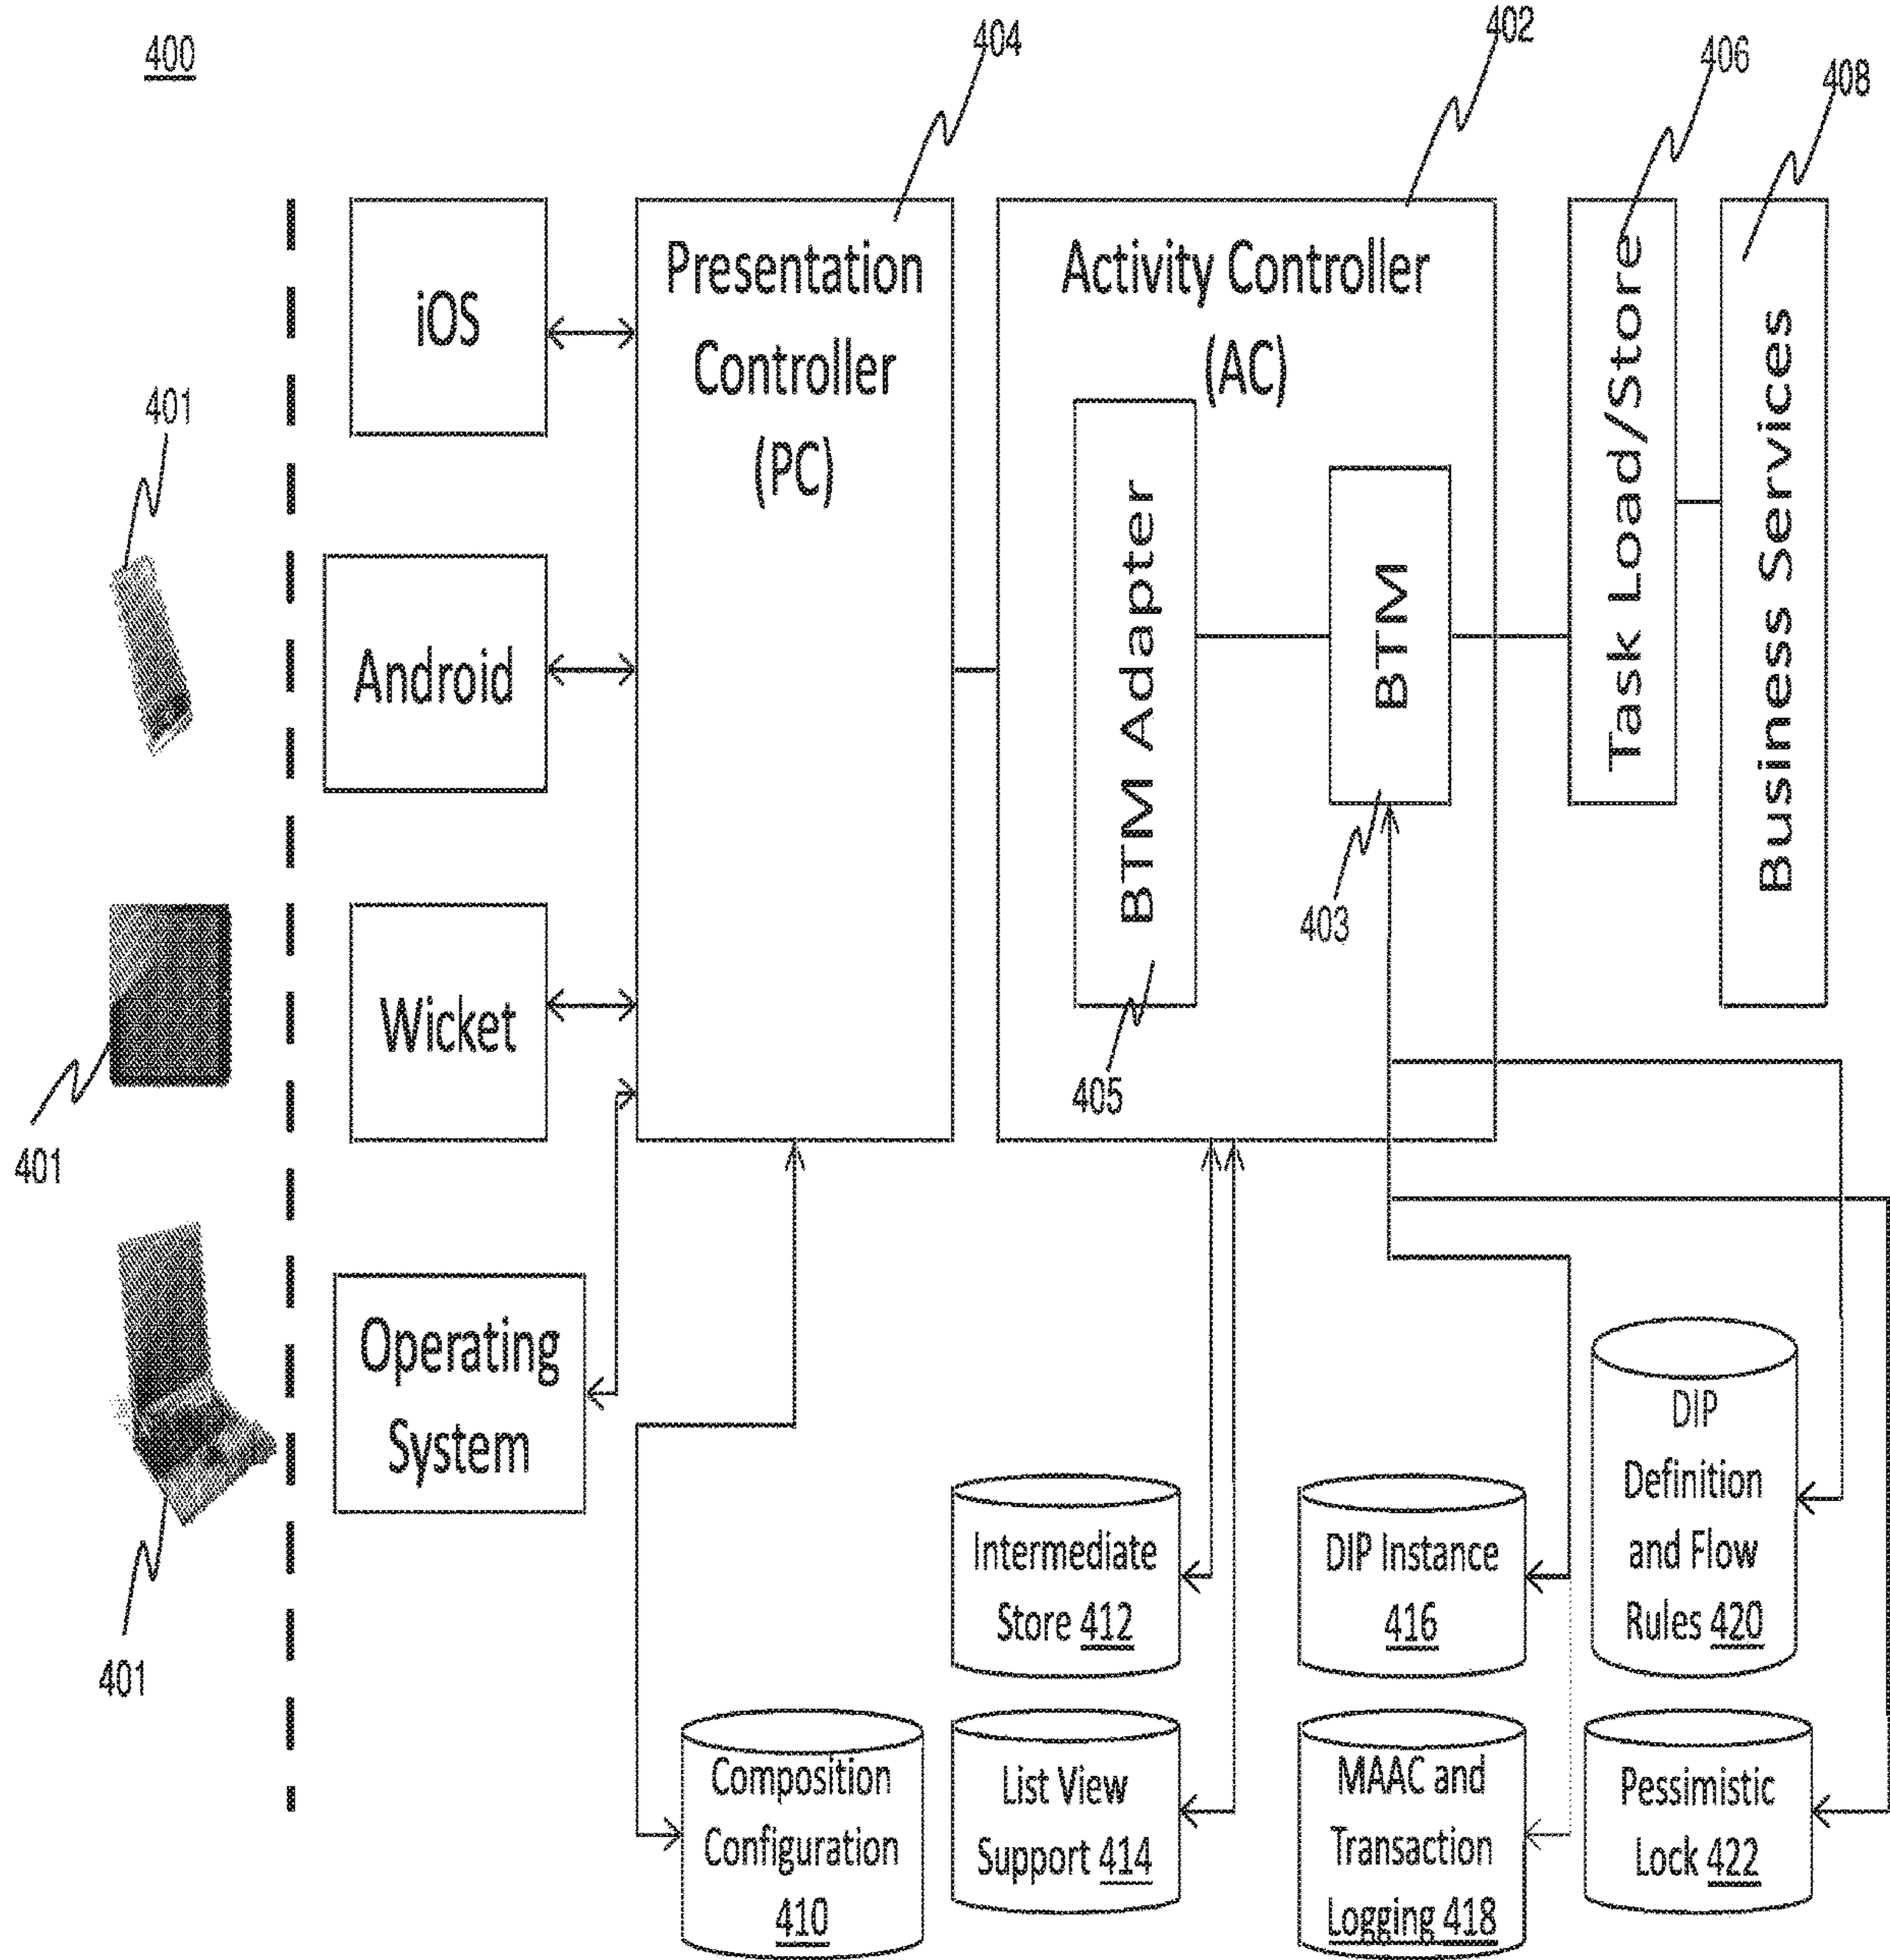 400
404
402
406
408
iOS
Presentation
Controller
(PC)
Activity Controller
(AC)
Task Load/Store
Business Services
401
BTM Adapter
BTM
Android
403
Wicket
405
401
Operating
System
401
DIP
Definition
and Flow
Rules 420
Intermediate
Store 412
DIP Instance
416
Composition
Configuration
410
List View
Support 414
MAAC and
Transaction
Logging 418
Pessimistic
Lock 422